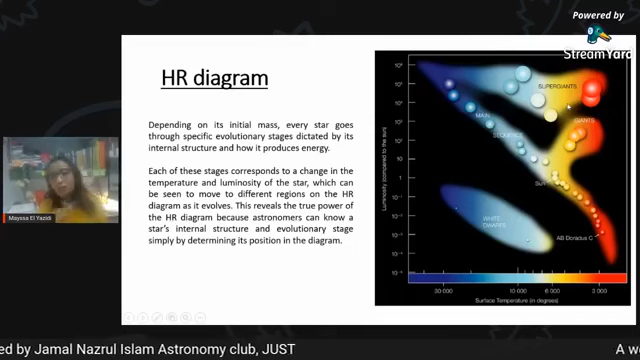 Powered by
StreamYard
HR diagram
Depending on its initial mass, every star goes
through specific evolutionary stages dictated by its
internal structure and how it produces energy.
Each of these stages corresponds to a change in the
temperature and luminosity of the star, which can
be seen to move to different regions on the HR
diagram as it evolves. This reveals the true power of
the HR diagram because astronomers can know a
star's internal structure and evolutionary stage
simply by determining its position in the diagram.
Luminosity (compared to the sun)
SUPERGIANTS
GIANTS
MAIN
SEQUENCE
Sun
WHITE
DWARFS
AB Doradus C
30 000
10 000
6 000
3 000
Surface Temperature (in degrees)
Mayssa El Yazidi
ed by Jamal Nazrul Islam Astronomy club, JUST
A w